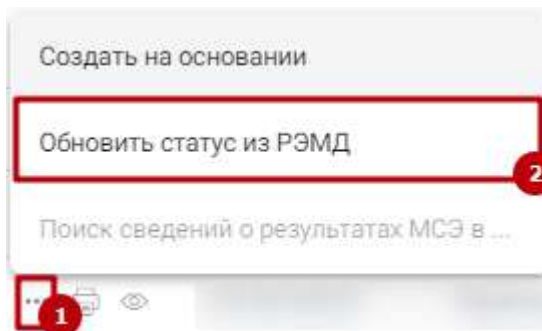 Создать на основании
Обновить статус из РЭМД
2
Поиск сведений о результатах МСЭ в ...
... 1